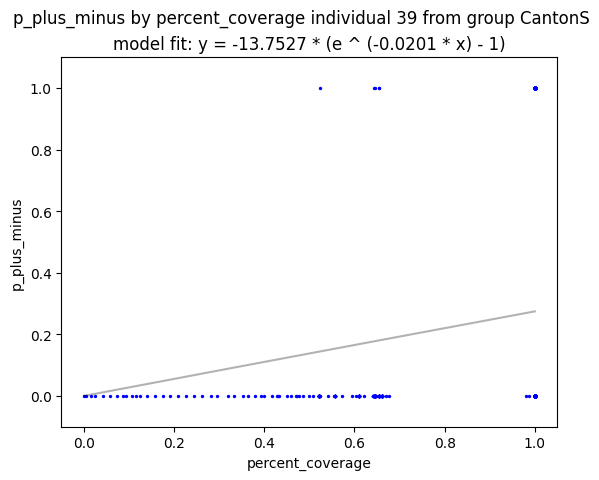 p_plus_minus by percent_coverage individual 39 from group CantonS
model fit: y = -13.7527 * (e ^ (-0.0201 * x) - 1)
1.0
0.8
0.6
0.4
0.2
0.0
p_plus_minus
0.0 0.2 0.4 0.6 0.8 1.0
percent_coverage